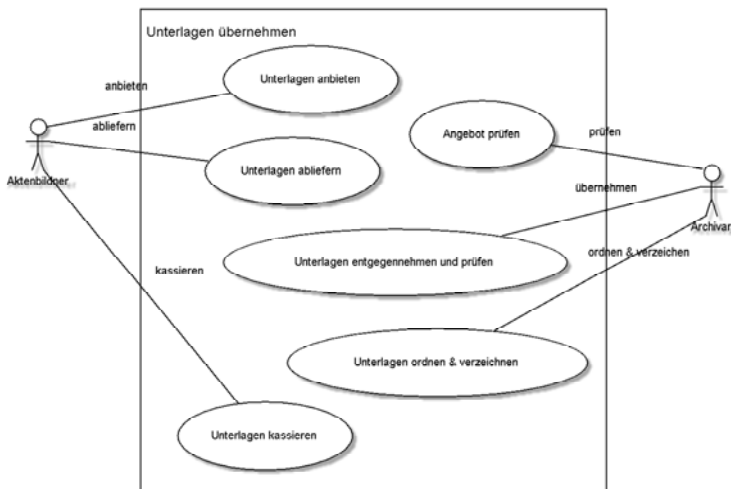 Unterlagen übernehmen
Unterlagen anbieten
anbieten
abliefern
Angebot prüfen
prüfen
Unterlagen abliefern
Aktenbildner
übernehmen
Archivar
ordnen & verzeichen
Unterlagen entgegennehmen und prüfen
kassieren
Unterlagen ordnen & verzeichnen
Unterlagen kassieren